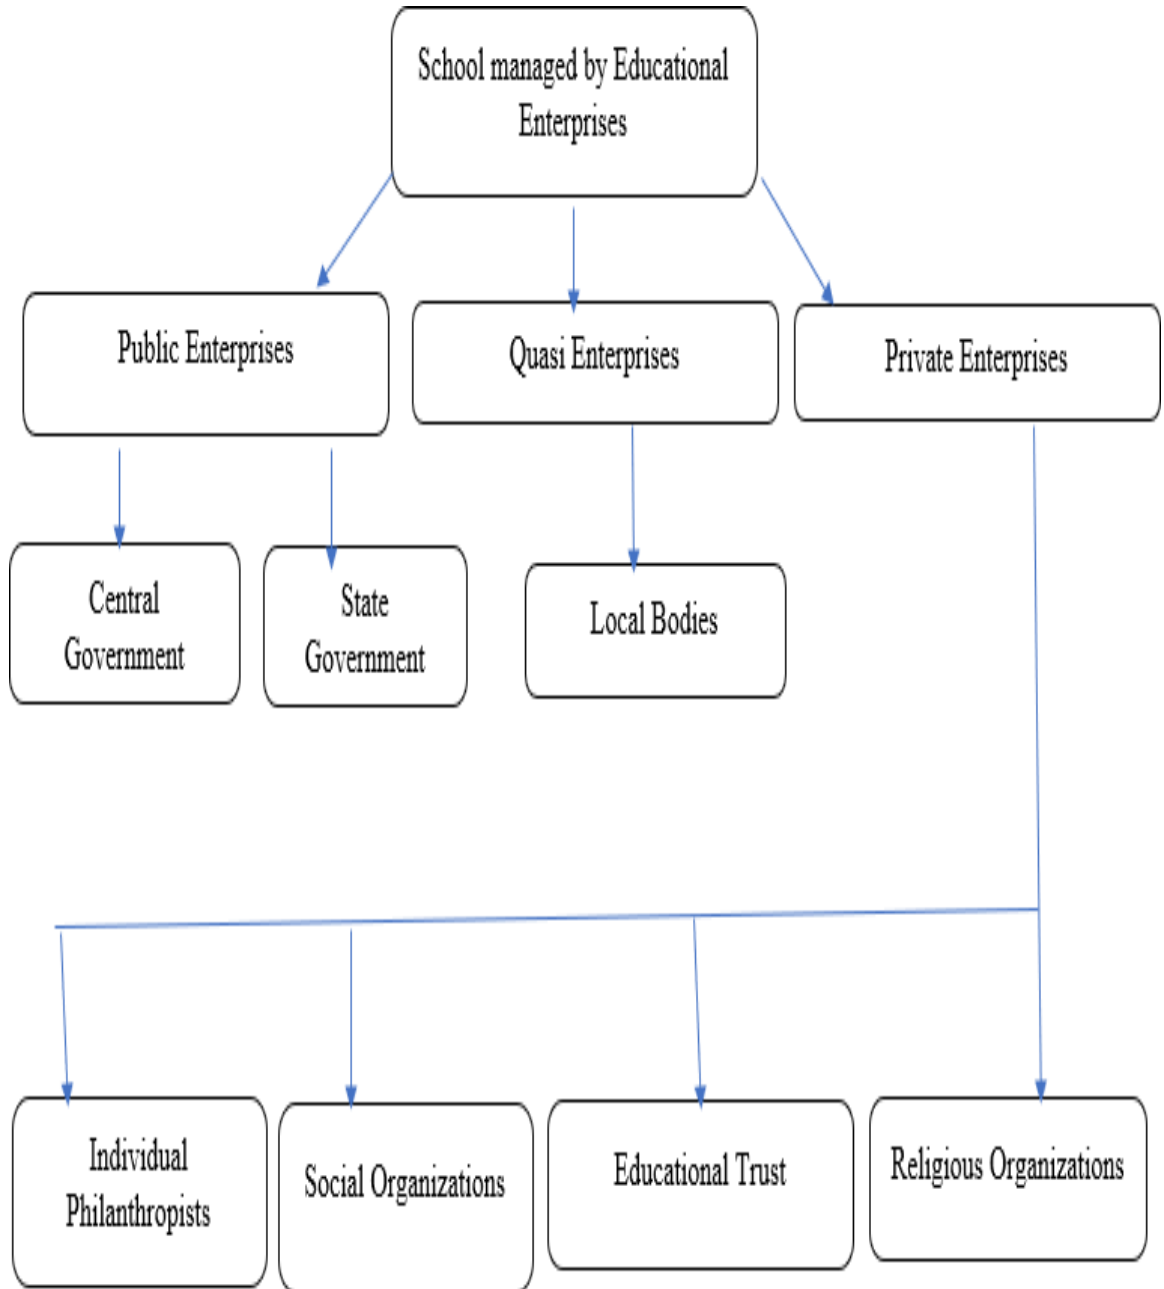 School managed by Educational
Enterprises
Public Enterprises
Quasi Enterprises
Private Enterprises
Central
Government
State
Government
Local Bodies
Individual
Philanthropists
Social Organizations
Educational Trust
Religious Organizations